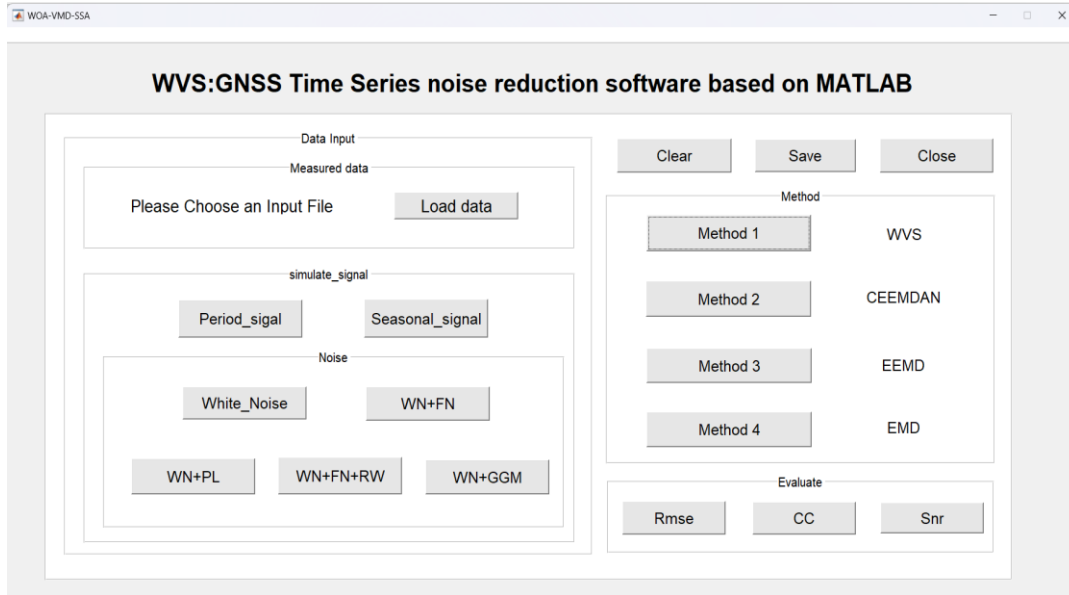 WOA-VMD-SSA
WVS:GNSS Time Series noise reduction software based on MATLAB
Data Input
Measured data
Please Choose an Input File Load data
simulate_signal
Period_sigal Seasonal_signal
Noise
White_Noise WN+FN
WN+PL WN+FN+RW WN+GGM
Clear Save Close
Method
Method 1 WVS
Method 2 CEEMDAN
Method 3 EEMD
Method 4 EMD
Evaluate
Rmse CC Snr